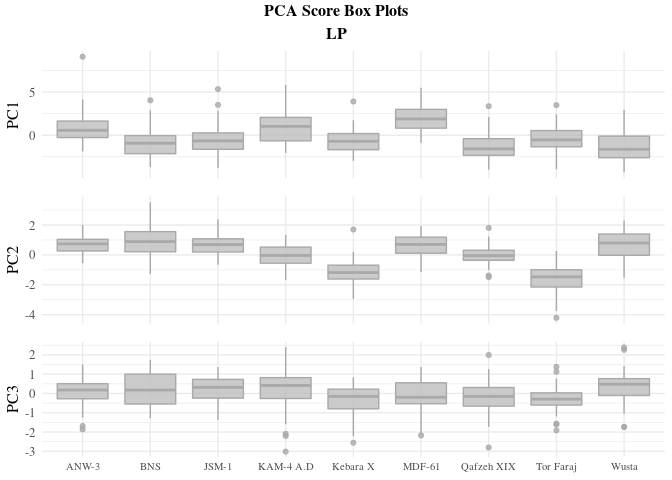 PCA Score Box Plots
LP
PC1
5
0
PC2
2
0
-2
-4
PC3
2
1
0
-1
-2
-3
ANW-3 BNS JSM-1 KAM-4 A.D Kebara X MDF-61 Qafzeh XIX Tor Faraj Wusta